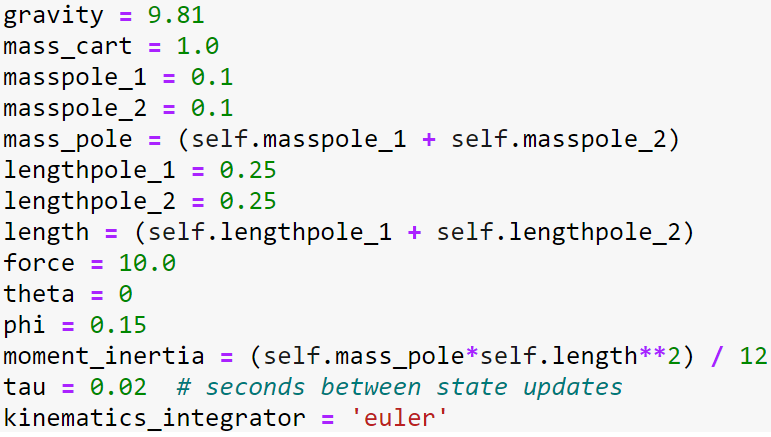 gravity = 9.81
mass_cart = 1.0
masspole_1 = 0.1
masspole_2 = 0.1
mass_pole = (self.masspole_1 + self.masspole_2)
lengthpole_1 = 0.25
lengthpole_2 = 0.25
length = (self.lengthpole_1 + self.lengthpole_2)
force = 10.0
theta = 0
phi = 0.15
moment_inertia = (self.mass_pole*self.length**2) / 12
tau = 0.02  # seconds between state updates
kinematics_integrator = 'euler'